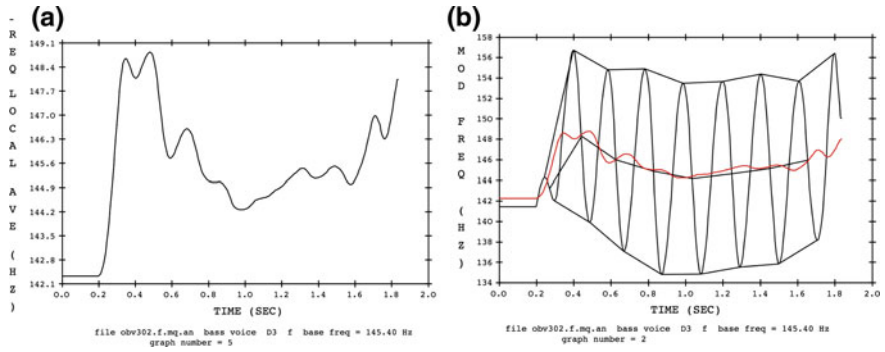 (a)
-REQ LOCAL AVE (HZ)
149.1
148.4
147.7
147.0
146.3
145.6
144.9
144.2
143.5
142.8
142.1
0.0 0.2 0.4 0.6 0.8 1.0 1.2 1.4 1.6 1.8 2.0
TIME (SEC)
file obv302.f.mq.an bass voice D3 f base freq = 145.40 Hz
graph number = 5
(b)
MOD FREQ (HZ)
158
156
154
152
150
148
146
144
142
140
138
136
134
0.0 0.2 0.4 0.6 0.8 1.0 1.2 1.4 1.6 1.8 2.0
TIME (SEC)
file obv302.f.mq.an bass voice D3 f base freq = 145.40 Hz
graph number = 2